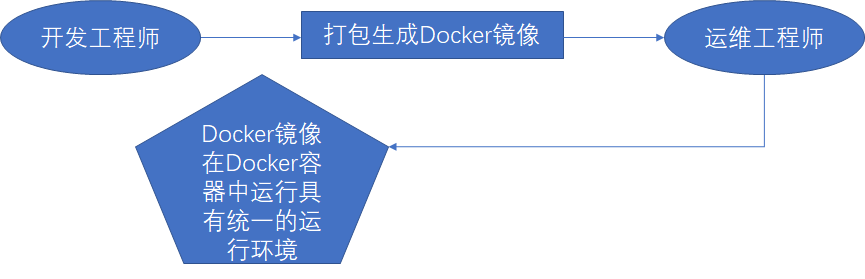 开发工程师
打包生成Docker镜像
运维工程师
Docker镜像
在Docker容
器中运行具
有统一的运
行环境